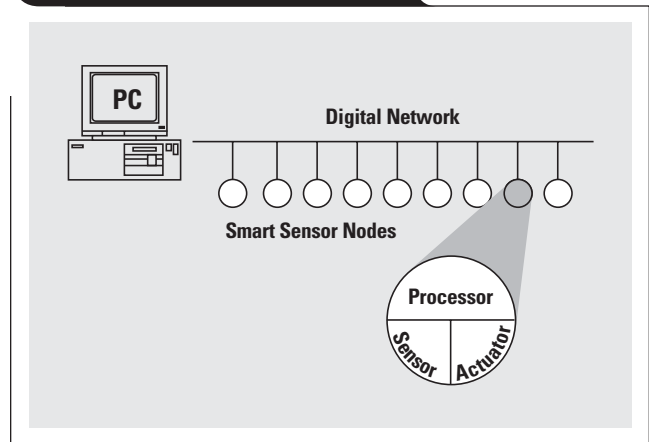 PC
Digital Network
Smart Sensor Nodes
Processor
Sensor
Actuator